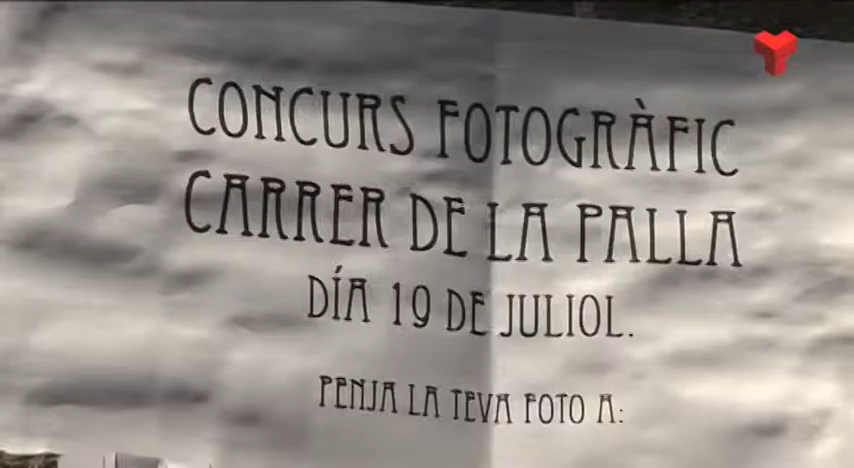 CONCURS FOTOGRÀFIC
CARRER DE LA PALLA
DÍA 19 DE JULIOL.
PENJA LA TEVA FOTO A: